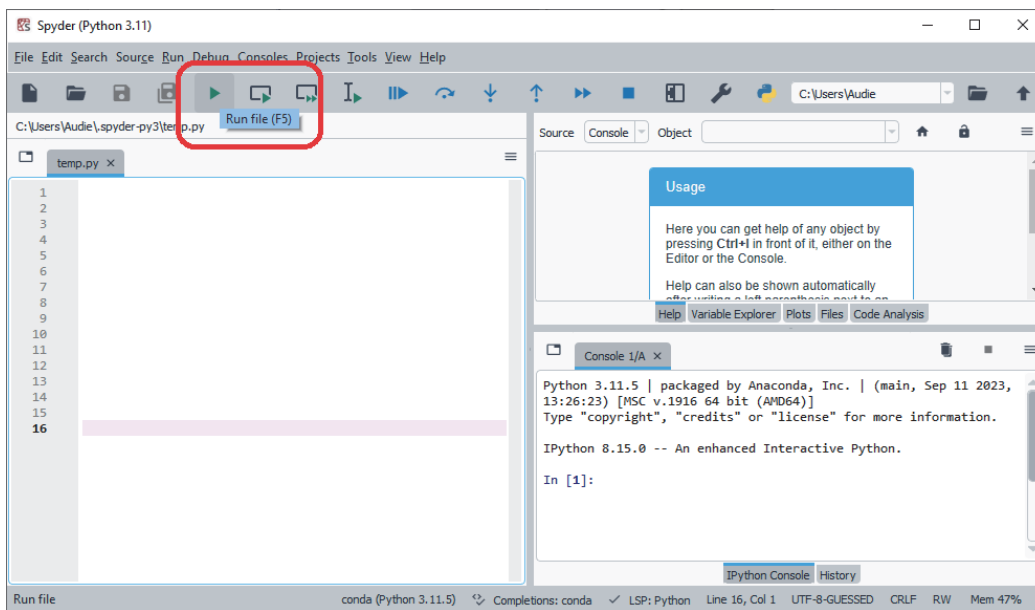 Spyder (Python 3.11)
File Edit Search Source Run Debug Consoles Projects Tools View Help
C:\Users\Audie
Run file (F5)
C:\Users\Audie\.spyder-py3\temp.py
temp.py
1
2
3
4
5
6
7
8
9
10
11
12
13
14
15
16
Source Console Object
Usage
Here you can get help of any object by
pressing Ctrl+I in front of it, either on the
Editor or the Console.
Help can also be shown automatically
after writing a left parenthesis next to an
Help Variable Explorer Plots Files Code Analysis
Console 1/A
Python 3.11.5 | packaged by Anaconda, Inc. | (main, Sep 11 2023,
13:26:23) [MSC v.1916 64 bit (AMD64)]
Type "copyright", "credits" or "license" for more information.
IPython 8.15.0 -- An enhanced Interactive Python.
In [1]:
IPython Console History
Run file conda (Python 3.11.5) Completions: conda LSP: Python Line 16, Col 1 UTF-8-GUESSED CRLF RW Mem 47%